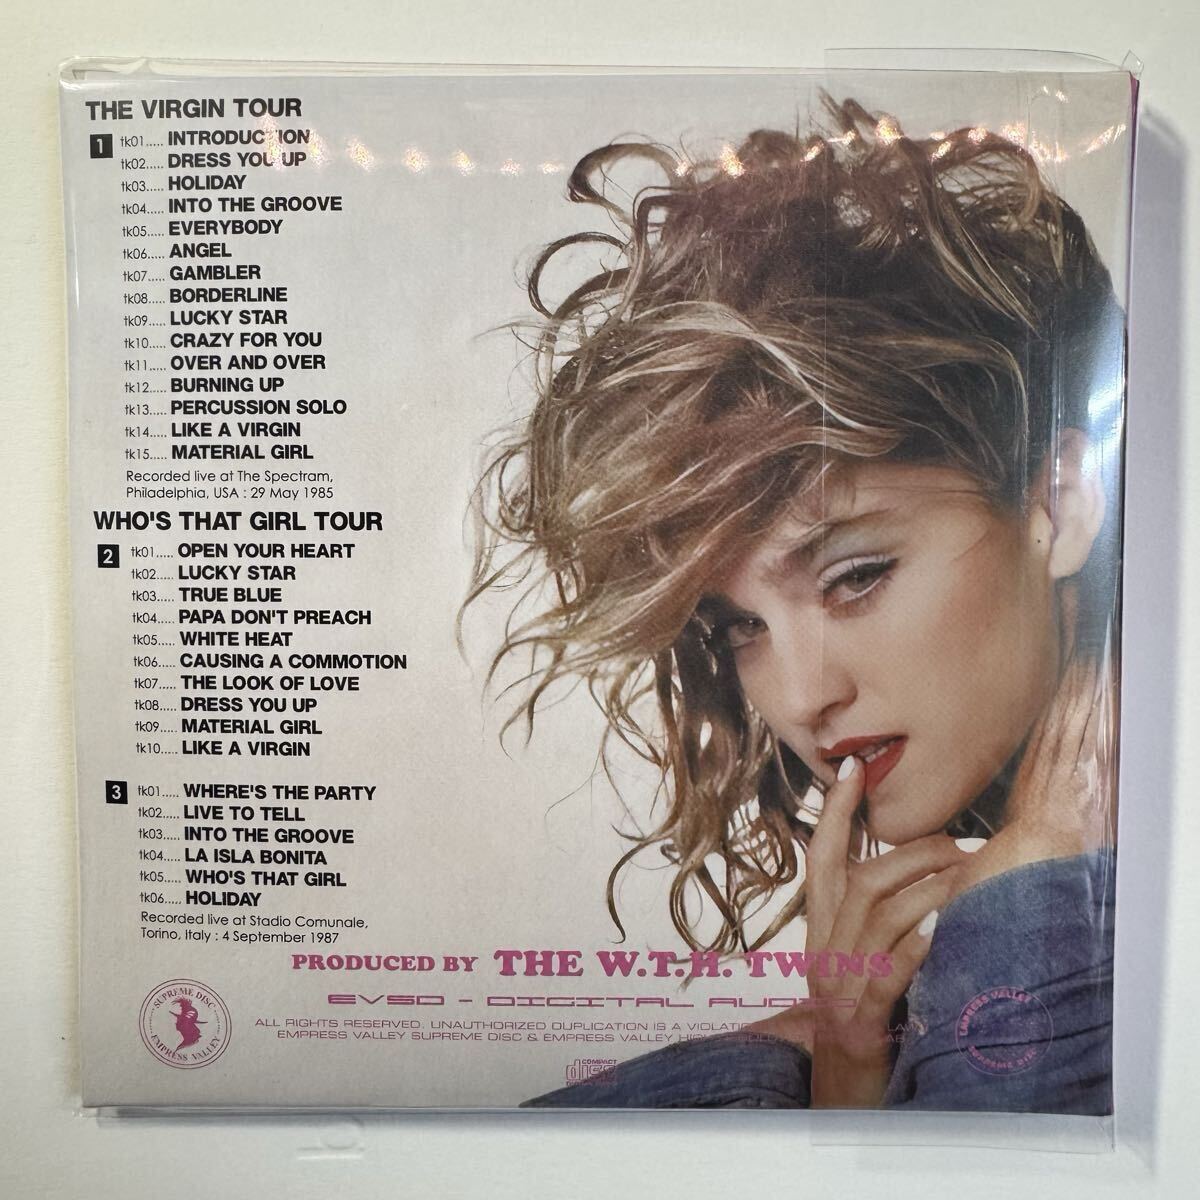 THE VIRGIN TOUR
1 tk01..... INTRODUCTION
tk02..... DRESS YOU UP
tk03..... HOLIDAY
tk04..... INTO THE GROOVE
tk05..... EVERYBODY
tk06..... ANGEL
tk07..... GAMBLER
tk08..... BORDERLINE
tk09..... LUCKY STAR
tk10..... CRAZY FOR YOU
tk11..... OVER AND OVER
tk12..... BURNING UP
tk13..... PERCUSSION SOLO
tk14..... LIKE A VIRGIN
tk15..... MATERIAL GIRL
Recorded live at The Spectram,
Philadelphia, USA : 29 May 1985
WHO'S THAT GIRL TOUR
2 tk01..... OPEN YOUR HEART
tk02..... LUCKY STAR
tk03..... TRUE BLUE
tk04..... PAPA DON'T PREACH
tk05..... WHITE HEAT
tk06..... CAUSING A COMMOTION
tk07..... THE LOOK OF LOVE
tk08..... DRESS YOU UP
tk09..... MATERIAL GIRL
tk10..... LIKE A VIRGIN
3 tk01..... WHERE'S THE PARTY
tk02..... LIVE TO TELL
tk03..... INTO THE GROOVE
tk04..... LA ISLA BONITA
tk05..... WHO'S THAT GIRL
tk06..... HOLIDAY
Recorded live at Stadio Comunale,
Torino, Italy : 4 September 1987
PRODUCED BY THE W.T.H. TWINS
EVSD - DIGITAL AUDIO
SUPREME DISC
EMPRESS VALLEY
ALL RIGHTS RESERVED. UNAUTHORIZED DUPLICATION IS A
EMPRESS VALLEY SUPREME DISC & EMPRESS VALLEY
EMPRESS VALLEY
SUPREME DISC
COMPACT
disc